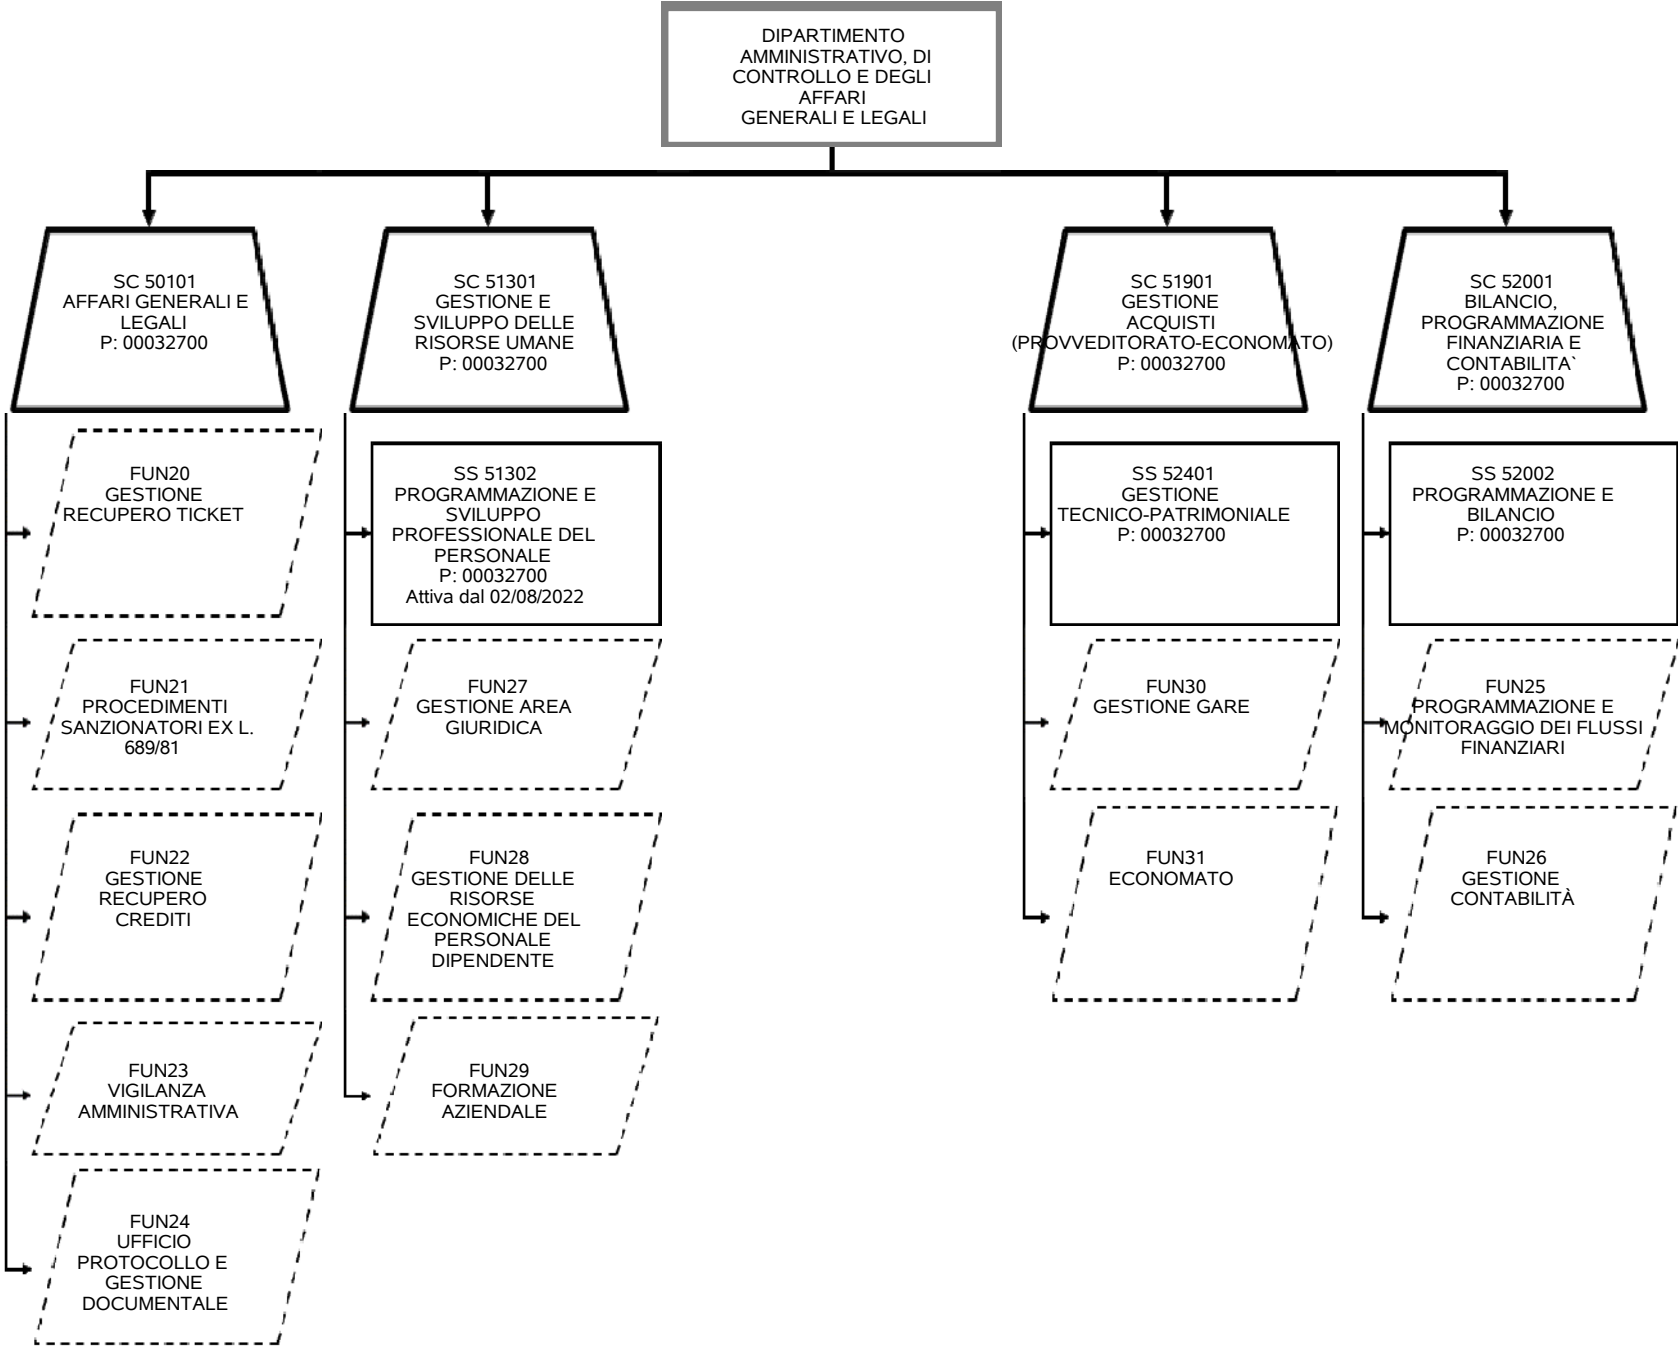 DIPARTIMENTO
AMMINISTRATIVO, DI
CONTROLLO E DEGLI
AFFARI
GENERALI E LEGALI
SC 50101
AFFARI GENERALI E
LEGALI
P: 00032700
SC 51301
GESTIONE E
SVILUPPO DELLE
RISORSE UMANE
P: 00032700
SC 51901
GESTIONE
ACQUISTI
(PROVVEDITORATO-ECONOMATO)
P: 00032700
SC 52001
BILANCIO,
PROGRAMMAZIONE
FINANZIARIA E
CONTABILITA`
P: 00032700
FUN20
GESTIONE
RECUPERO TICKET
SS 51302
PROGRAMMAZIONE E
SVILUPPO
PROFESSIONALE DEL
PERSONALE
P: 00032700
Attiva dal 02/08/2022
SS 52401
GESTIONE
TECNICO-PATRIMONIALE
P: 00032700
SS 52002
PROGRAMMAZIONE E
BILANCIO
P: 00032700
FUN21
PROCEDIMENTI
SANZIONATORI EX L.
689/81
FUN27
GESTIONE AREA
GIURIDICA
FUN30
GESTIONE GARE
FUN25
PROGRAMMAZIONE E
MONITORAGGIO DEI FLUSSI
FINANZIARI
FUN22
GESTIONE
RECUPERO
CREDITI
FUN28
GESTIONE DELLE
RISORSE
ECONOMICHE DEL
PERSONALE
DIPENDENTE
FUN31
ECONOMATO
FUN26
GESTIONE
CONTABILITÀ
FUN23
VIGILANZA
AMMINISTRATIVA
FUN29
FORMAZIONE
AZIENDALE
FUN24
UFFICIO
PROTOCOLLO E
GESTIONE
DOCUMENTALE